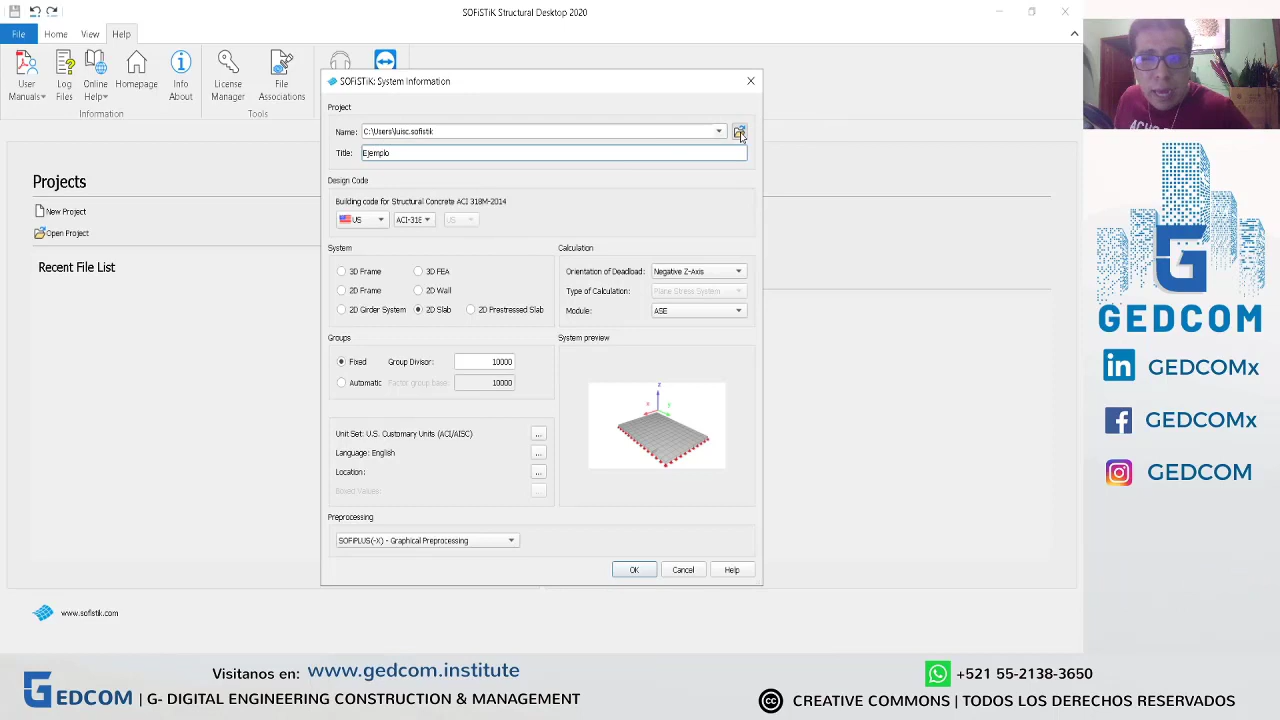 SOFiSTiK Structural Desktop 2020
File Home View Help
User Manuals
Log Files
Online Help
Homepage
Info About
License Manager
File Associations
Information
Tools
Projects
New Project
Open Project
Recent File List
www.sofistik.com
SOFiSTiK: System Information
Project
Name: C:\Users\luisc.sofistik
Title: Ejemplo
Design Code
Building code for Structural Concrete ACI 318M-2014
US ACI-318 US
System
3D Frame 3D FEA
2D Frame 2D Wall
2D Girder System 2D Slab 2D Prestressed Slab
Calculation
Orientation of Deadload: Negative Z-Axis
Type of Calculation: Plane Stress System
Module: ASE
Groups
Fixed Group Divisor: 10000
Automatic Factor group base: 10000
System preview
z
x y
Unit Set: U.S. Customary Units (ACI/AISC) ...
Language: English ...
Location: ...
Boxed Values: ...
Preprocessing
SOFiPLUS(-X) - Graphical Preprocessing
OK Cancel Help
GEDCOM
in GEDCOMx
GEDCOMx
GEDCOM
Visitanos en: www.gedcom.institute
+521 55-2138-3650
GEDCOM | G- DIGITAL ENGINEERING CONSTRUCTION & MANAGEMENT
CREATIVE COMMONS | TODOS LOS DERECHOS RESERVADOS